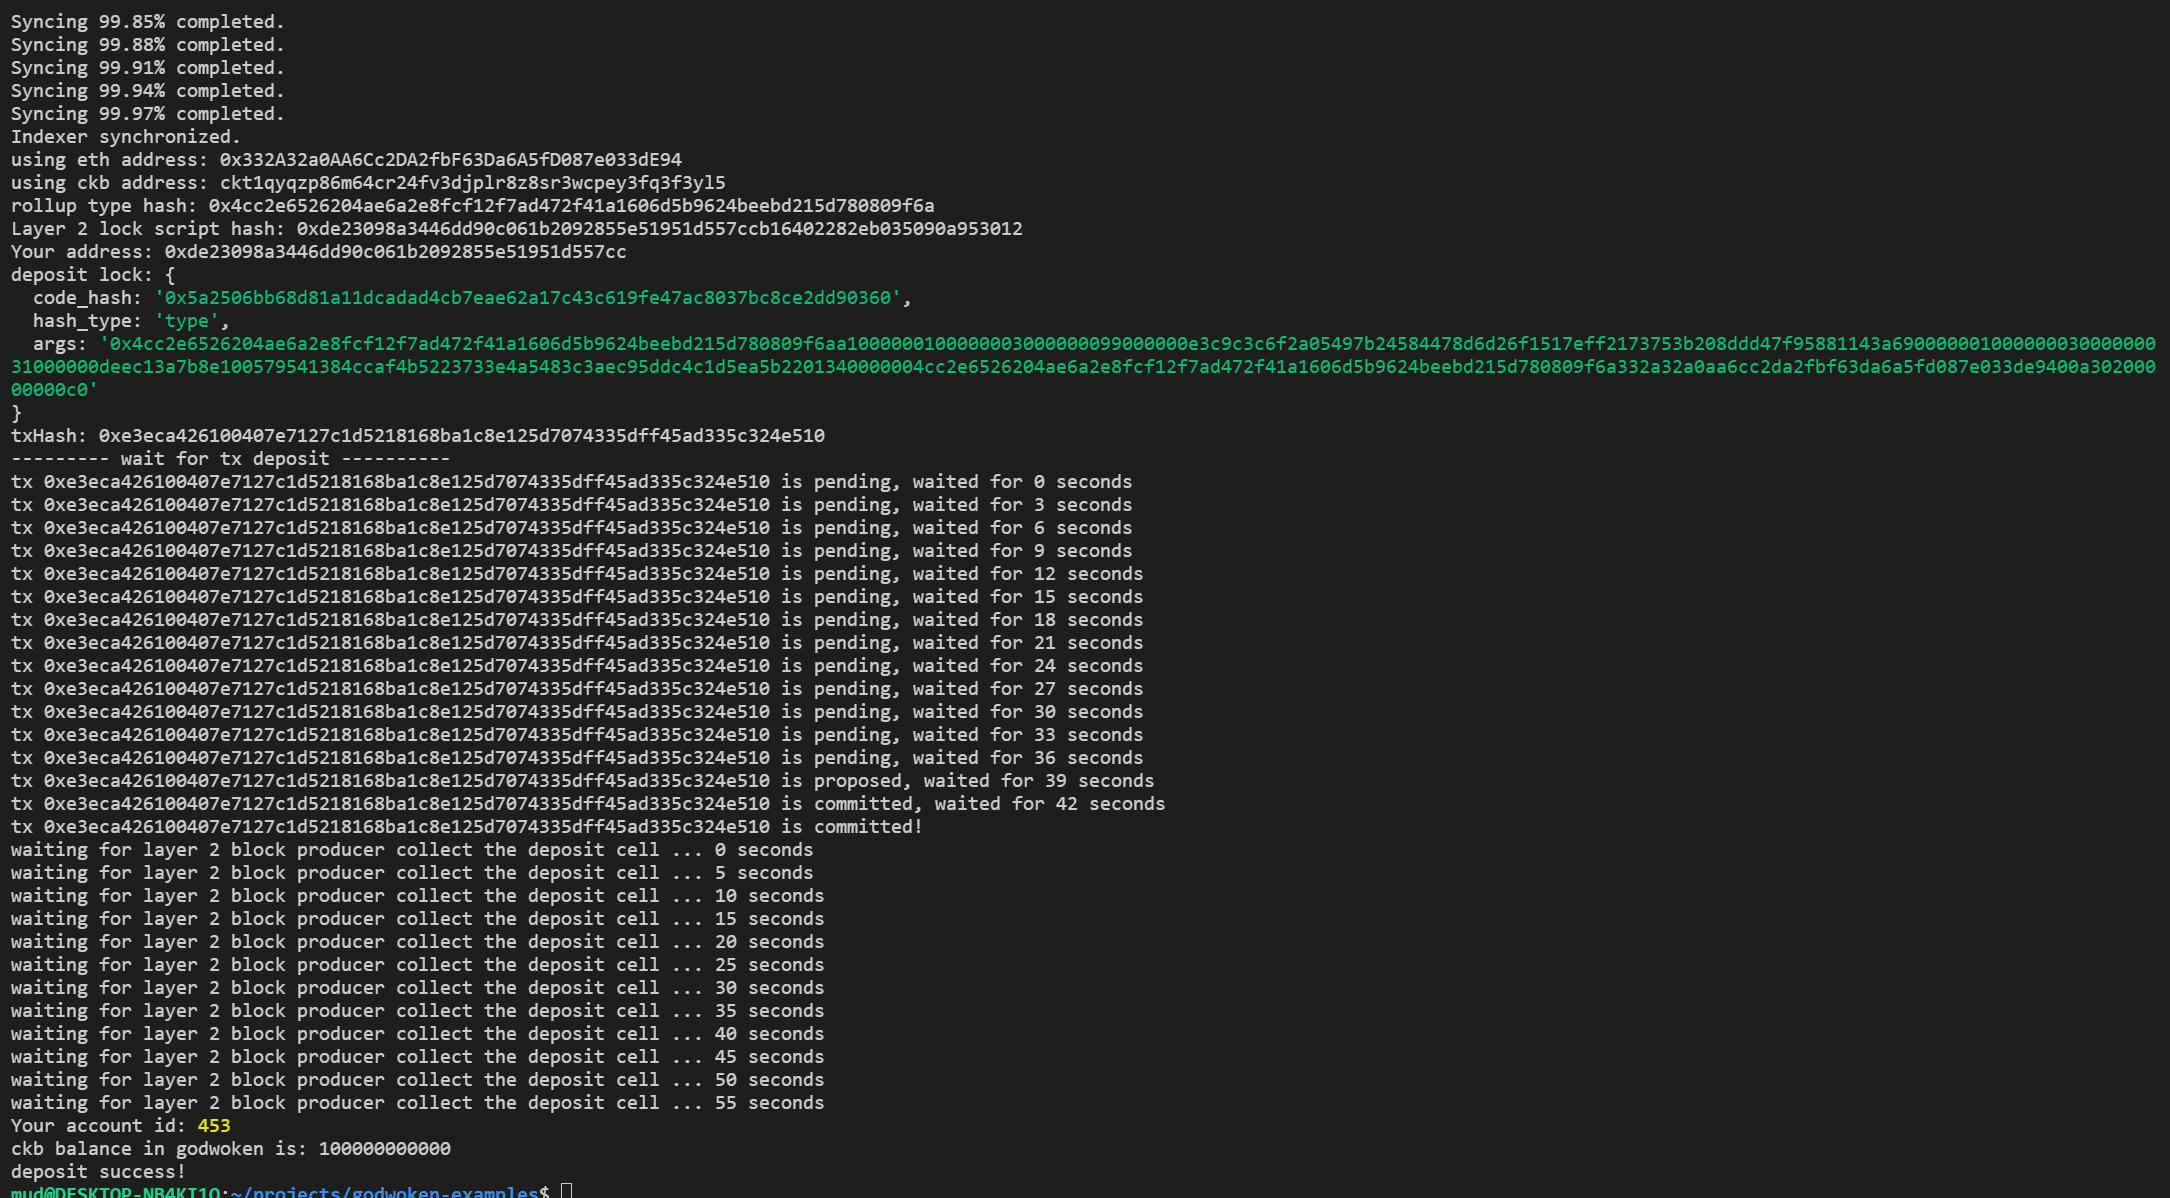 Syncing 99.85% completed.
Syncing 99.88% completed.
Syncing 99.91% completed.
Syncing 99.94% completed.
Syncing 99.97% completed.
Indexer synchronized.
using eth address: 0x332A32a0AA6Cc2DA2fbF63Da6A5fD087e033dE94
using ckb address: ckt1qyqzp86m64cr24fv3djplr8z8sr3wcpey3fq3f3yl5
rollup type hash: 0x4cc2e6526204ae6a2e8fcf12f7ad472f41a1606d5b9624beebd215d780809f6a
Layer 2 lock script hash: 0xde23098a3446dd90c061b2092855e51951d557ccb16402282eb035090a953012
Your address: 0xde23098a3446dd90c061b2092855e51951d557cc
deposit lock: {
  code_hash: '0x5a2506bb68d81a11dcadad4cb7eae62a17c43c619fe47ac8037bc8ce2dd90360',
  hash_type: 'type',
  args: '0x4cc2e6526204ae6a2e8fcf12f7ad472f41a1606d5b9624beebd215d780809f6aa10000001000000003000000099000000e3c9c3c6f2a05497b24584478d6d26f1517eff2173753b208ddd47f95881143a6900000001000000030000000
31000000deec13a7b8e100579541384ccaf4b5223733e4a5483c3aec95ddc4c1d5ea5b2201340000004cc2e6526204ae6a2e8fcf12f7ad472f41a1606d5b9624beebd215d780809f6a332a32a0aa6cc2da2fbf63da6a5fd087e033de9400a302000
00000c0'
}
txHash: 0xe3eca426100407e7127c1d5218168ba1c8e125d7074335dff45ad335c324e510
--------- wait for tx deposit ----------
tx 0xe3eca426100407e7127c1d5218168ba1c8e125d7074335dff45ad335c324e510 is pending, waited for 0 seconds
tx 0xe3eca426100407e7127c1d5218168ba1c8e125d7074335dff45ad335c324e510 is pending, waited for 3 seconds
tx 0xe3eca426100407e7127c1d5218168ba1c8e125d7074335dff45ad335c324e510 is pending, waited for 6 seconds
tx 0xe3eca426100407e7127c1d5218168ba1c8e125d7074335dff45ad335c324e510 is pending, waited for 9 seconds
tx 0xe3eca426100407e7127c1d5218168ba1c8e125d7074335dff45ad335c324e510 is pending, waited for 12 seconds
tx 0xe3eca426100407e7127c1d5218168ba1c8e125d7074335dff45ad335c324e510 is pending, waited for 15 seconds
tx 0xe3eca426100407e7127c1d5218168ba1c8e125d7074335dff45ad335c324e510 is pending, waited for 18 seconds
tx 0xe3eca426100407e7127c1d5218168ba1c8e125d7074335dff45ad335c324e510 is pending, waited for 21 seconds
tx 0xe3eca426100407e7127c1d5218168ba1c8e125d7074335dff45ad335c324e510 is pending, waited for 24 seconds
tx 0xe3eca426100407e7127c1d5218168ba1c8e125d7074335dff45ad335c324e510 is pending, waited for 27 seconds
tx 0xe3eca426100407e7127c1d5218168ba1c8e125d7074335dff45ad335c324e510 is pending, waited for 30 seconds
tx 0xe3eca426100407e7127c1d5218168ba1c8e125d7074335dff45ad335c324e510 is pending, waited for 33 seconds
tx 0xe3eca426100407e7127c1d5218168ba1c8e125d7074335dff45ad335c324e510 is pending, waited for 36 seconds
tx 0xe3eca426100407e7127c1d5218168ba1c8e125d7074335dff45ad335c324e510 is proposed, waited for 39 seconds
tx 0xe3eca426100407e7127c1d5218168ba1c8e125d7074335dff45ad335c324e510 is committed, waited for 42 seconds
tx 0xe3eca426100407e7127c1d5218168ba1c8e125d7074335dff45ad335c324e510 is committed!
waiting for layer 2 block producer collect the deposit cell ... 0 seconds
waiting for layer 2 block producer collect the deposit cell ... 5 seconds
waiting for layer 2 block producer collect the deposit cell ... 10 seconds
waiting for layer 2 block producer collect the deposit cell ... 15 seconds
waiting for layer 2 block producer collect the deposit cell ... 20 seconds
waiting for layer 2 block producer collect the deposit cell ... 25 seconds
waiting for layer 2 block producer collect the deposit cell ... 30 seconds
waiting for layer 2 block producer collect the deposit cell ... 35 seconds
waiting for layer 2 block producer collect the deposit cell ... 40 seconds
waiting for layer 2 block producer collect the deposit cell ... 45 seconds
waiting for layer 2 block producer collect the deposit cell ... 50 seconds
waiting for layer 2 block producer collect the deposit cell ... 55 seconds
Your account id: 453
ckb balance in godwoken is: 100000000000
deposit success!
mud@DESKTOP-NB4KT1O:~/projects/godwoken-examples$